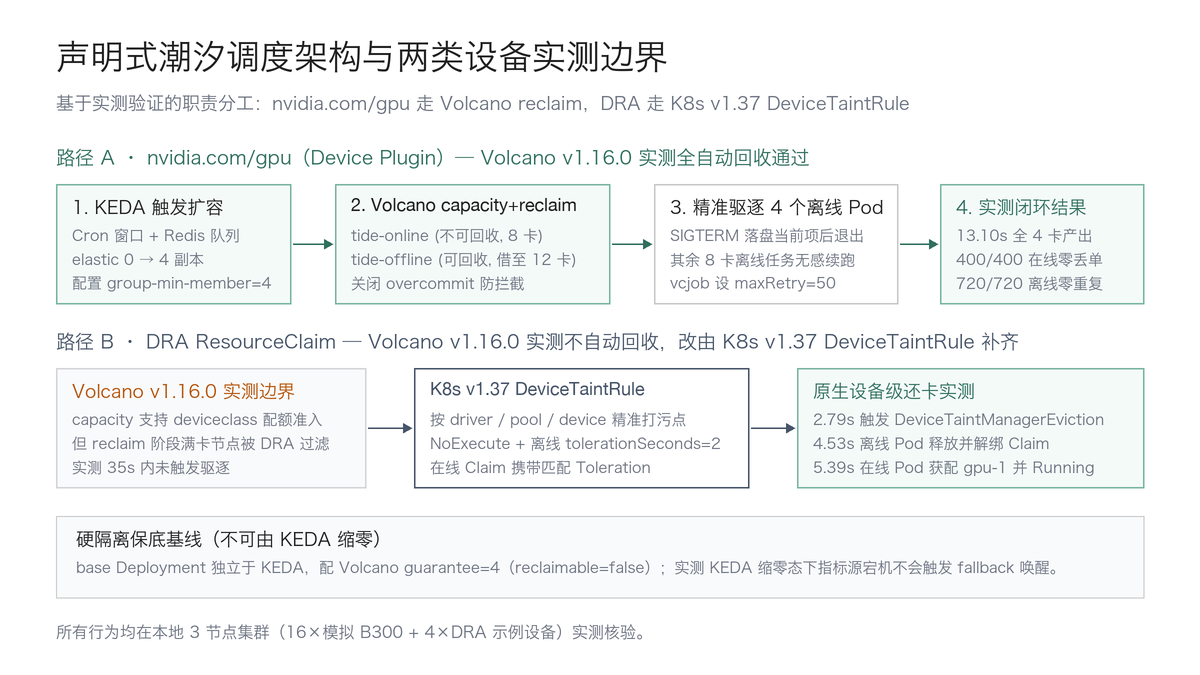 声明式潮汐调度架构与两类设备实测边界
基于实测验证的职责分工：nvidia.com/gpu 走 Volcano reclaim，DRA 走 K8s v1.37 DeviceTaintRule
路径 A · nvidia.com/gpu（Device Plugin）— Volcano v1.16.0 实测全自动回收通过
1. KEDA 触发扩容
Cron 窗口 + Redis 队列
elastic 0 → 4 副本
配置 group-min-member=4
2. Volcano capacity+reclaim
tide-online (不可回收, 8 卡)
tide-offline (可回收, 借至 12 卡)
关闭 overcommit 防拦截
3. 精准驱逐 4 个离线 Pod
SIGTERM 落盘当前项后退出
其余 8 卡离线任务无感续跑
vcjob 设 maxRetry=50
4. 实测闭环结果
13.10s 全 4 卡产出
400/400 在线零丢单
720/720 离线零重复
路径 B · DRA ResourceClaim — Volcano v1.16.0 实测不自动回收，改由 K8s v1.37 DeviceTaintRule 补齐
Volcano v1.16.0 实测边界
capacity 支持 deviceclass 配额准入
但 reclaim 阶段满卡节点被 DRA 过滤
实测 35s 内未触发驱逐
K8s v1.37 DeviceTaintRule
按 driver / pool / device 精准打污点
NoExecute + 离线 tolerationSeconds=2
在线 Claim 携带匹配 Toleration
原生设备级还卡实测
2.79s 触发 DeviceTaintManagerEviction
4.53s 离线 Pod 释放并解绑 Claim
5.39s 在线 Pod 获配 gpu-1 并 Running
硬隔离保底基线（不可由 KEDA 缩零）
base Deployment 独立于 KEDA，配 Volcano guarantee=4（reclaimable=false）；实测 KEDA 缩零态下指标源宕机不会触发 fallback 唤醒。
所有行为均在本地 3 节点集群（16×模拟 B300 + 4×DRA 示例设备）实测核验。